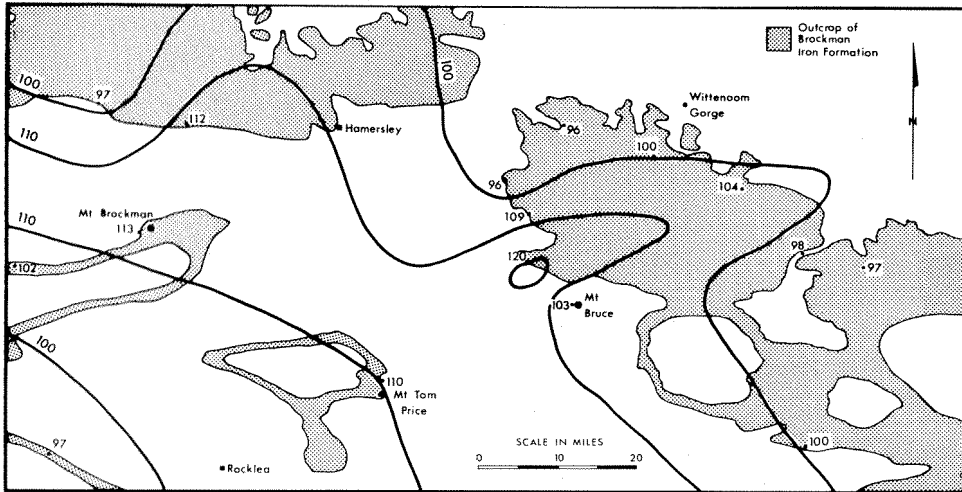 Outcrop of
Brockman
Iron Formation
N
100
97
100
112
110
Hamersley
Wittenoom
Gorge
96
100
96
104
109
110
Mt Brockman
113
102
120
98
97
103
Mt
Bruce
100
110
Mt Tom
Price
97
Rocklea
SCALE IN MILES
0 10 20
100